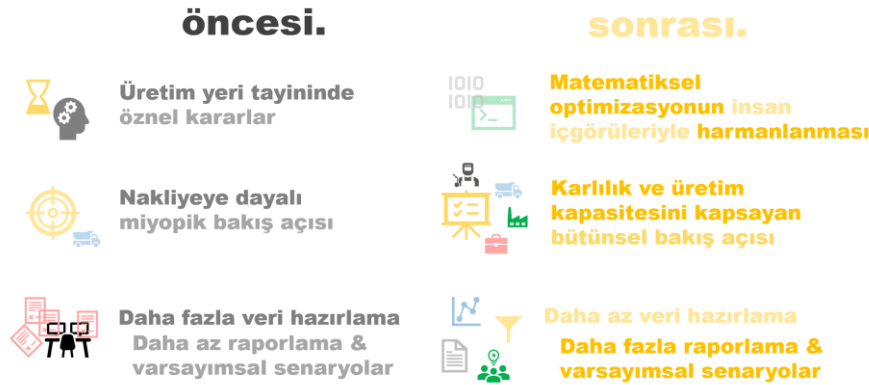 öncesi.
Üretim yeri tayininde
öznel kararlar
Nakliyeye dayalı
miyopik bakış açısı
Daha fazla veri hazırlama
Daha az raporlama &
varsayımsal senaryolar
sonrası.
1010
1010
Matematiksel
optimizasyonun insan
içgörüleriyle harmanlanması
Karlılık ve üretim
kapasitesini kapsayan
bütünsel bakış açısı
Daha az veri hazırlama
Daha fazla raporlama &
varsayımsal senaryolar